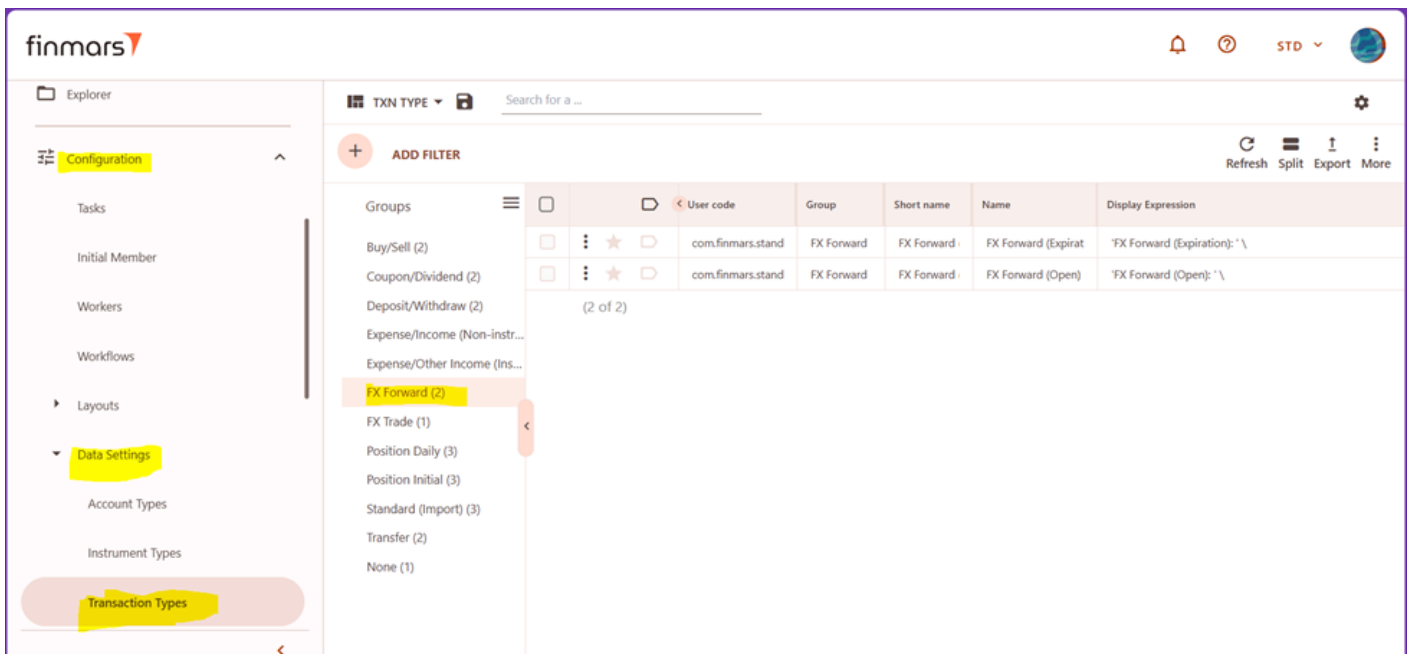 finmars
STD
Explorer
Configuration
Tasks
Initial Member
Workers
Workflows
Layouts
Data Settings
Account Types
Instrument Types
Transaction Types
TXN TYPE
Search for a ...
ADD FILTER
Refresh Split Export More
Groups
Buy/Sell (2)
Coupon/Dividend (2)
Deposit/Withdraw (2)
Expense/Income (Non-instr...
Expense/Other Income (Ins...
FX Forward (2)
FX Trade (1)
Position Daily (3)
Position Initial (3)
Standard (Import) (3)
Transfer (2)
None (1)
User code Group Short name Name Display Expression
com.finmars.stand FX Forward FX Forward ( FX Forward (Expirat 'FX Forward (Expiration): ' \
com.finmars.stand FX Forward FX Forward ( FX Forward (Open) 'FX Forward (Open): ' \
(2 of 2)